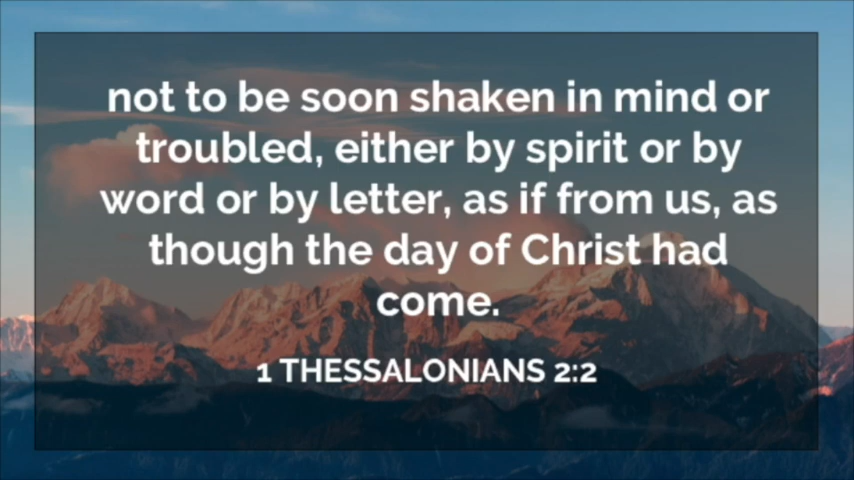 not to be soon shaken in mind or
troubled, either by spirit or by
word or by letter, as if from us, as
though the day of Christ had
come.
1 THESSALONIANS 2:2